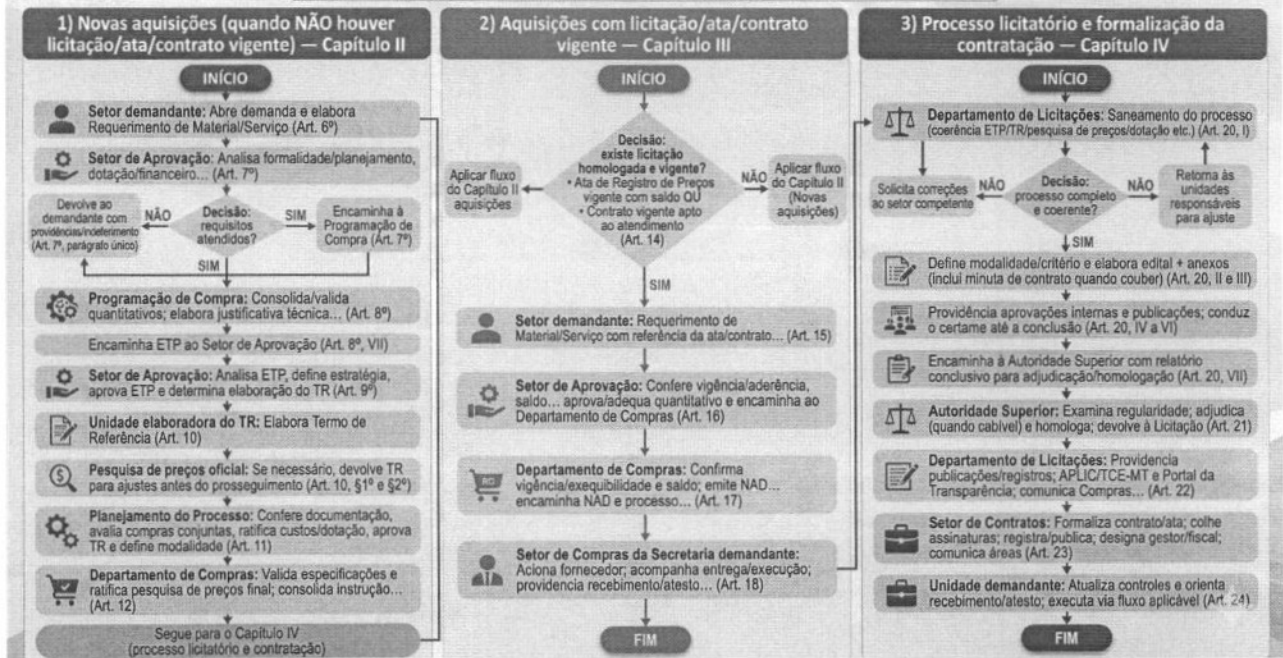 1) Novas aquisições (quando NÃO houver
licitação/ata/contrato vigente) — Capítulo II
INÍCIO
Setor demandante: Abre demanda e elabora
Requerimento de Material/Serviço (Art. 6º)
Setor de Aprovação: Analisa formalidade/planejamento,
dotação/financeiro... (Art. 7º)
Devolve ao
demandante com
providências/indeferimento
(Art. 7º, parágrafo único)
NÃO
Decisão:
requisitos
atendidos?
SIM
Encaminha à
Programação de
Compra (Art. 7º)
SIM
Programação de Compra: Consolida/valida
quantitativos; elabora justificativa técnica... (Art. 8º)
Encaminha ETP ao Setor de Aprovação (Art. 8º, VII)
Setor de Aprovação: Analisa ETP, define estratégia,
aprova ETP e determina elaboração do TR (Art. 9º)
Unidade elaboradora do TR: Elabora Termo de
Referência (Art. 10)
Pesquisa de preços oficial: Se necessário, devolve TR
para ajustes antes do prosseguimento (Art. 10, §1º e §2º)
Planejamento do Processo: Confere documentação,
avalia compras conjuntas, ratifica custos/dotação, aprova
TR e define modalidade (Art. 11)
Departamento de Compras: Valida especificações e
ratifica pesquisa de preços final; consolida instrução...
(Art. 12)
Segue para o Capítulo IV
(processo licitatório e contratação)
2) Aquisições com licitação/ata/contrato
vigente — Capítulo III
INÍCIO
Decisão:
existe licitação
homologada e vigente?
• Ata de Registro de Preços
vigente com saldo OU
• Contrato vigente apto
ao atendimento
(Art. 14)
Aplicar fluxo
do Capítulo II
aquisições
NÃO
Aplicar fluxo
do Capítulo II
(Novas
aquisições)
SIM
Setor demandante: Requerimento de
Material/Serviço com referência da ata/contrato... (Art. 15)
Setor de Aprovação: Confere vigência/aderência,
saldo... aprova/adequa quantitativo e encaminha ao
Departamento de Compras (Art. 16)
Departamento de Compras: Confirma
vigência/exequibilidade e saldo; emite NAD...
encaminha NAD e processo... (Art. 17)
Setor de Compras da Secretaria demandante:
Aciona fornecedor; acompanha entrega/execução;
providencia recebimento/atesto... (Art. 18)
FIM
3) Processo licitatório e formalização da
contratação — Capítulo IV
INÍCIO
Departamento de Licitações: Saneamento do processo
(coerência ETP/TR/pesquisa de preços/dotação etc.) (Art. 20, I)
Solicita correções
ao setor competente
NÃO
Decisão:
processo completo
e coerente?
NÃO
Retorna às
unidades
responsáveis
para ajuste
SIM
Define modalidade/critério e elabora edital + anexos
(inclui minuta de contrato quando couber) (Art. 20, II e III)
Providência aprovações internas e publicações; conduz
o certame até a conclusão (Art. 20, IV a VI)
Encaminha à Autoridade Superior com relatório
conclusivo para adjudicação/homologação (Art. 20, VII)
Autoridade Superior: Examina regularidade; adjudica
(quando cabível) e homologa; devolve à Licitação (Art. 21)
Departamento de Licitações: Providencia
publicações/registros; APLIC/TCE-MT e Portal da
Transparência; comunica Compras... (Art. 22)
Setor de Contratos: Formaliza contrato/ata; colhe
assinaturas; registra/publica; designa gestor/fiscal;
comunica áreas (Art. 23)
Unidade demandante: Atualiza controles e orienta
recebimento/atesto; executa via fluxo aplicável (Art. 24)
FIM